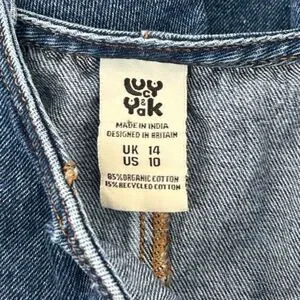 Lucy
&
Yak
MADE IN INDIA
DESIGNED IN BRITAIN
UK 14
US 10
85% ORGANIC COTTON
15% RECYCLED COTTON